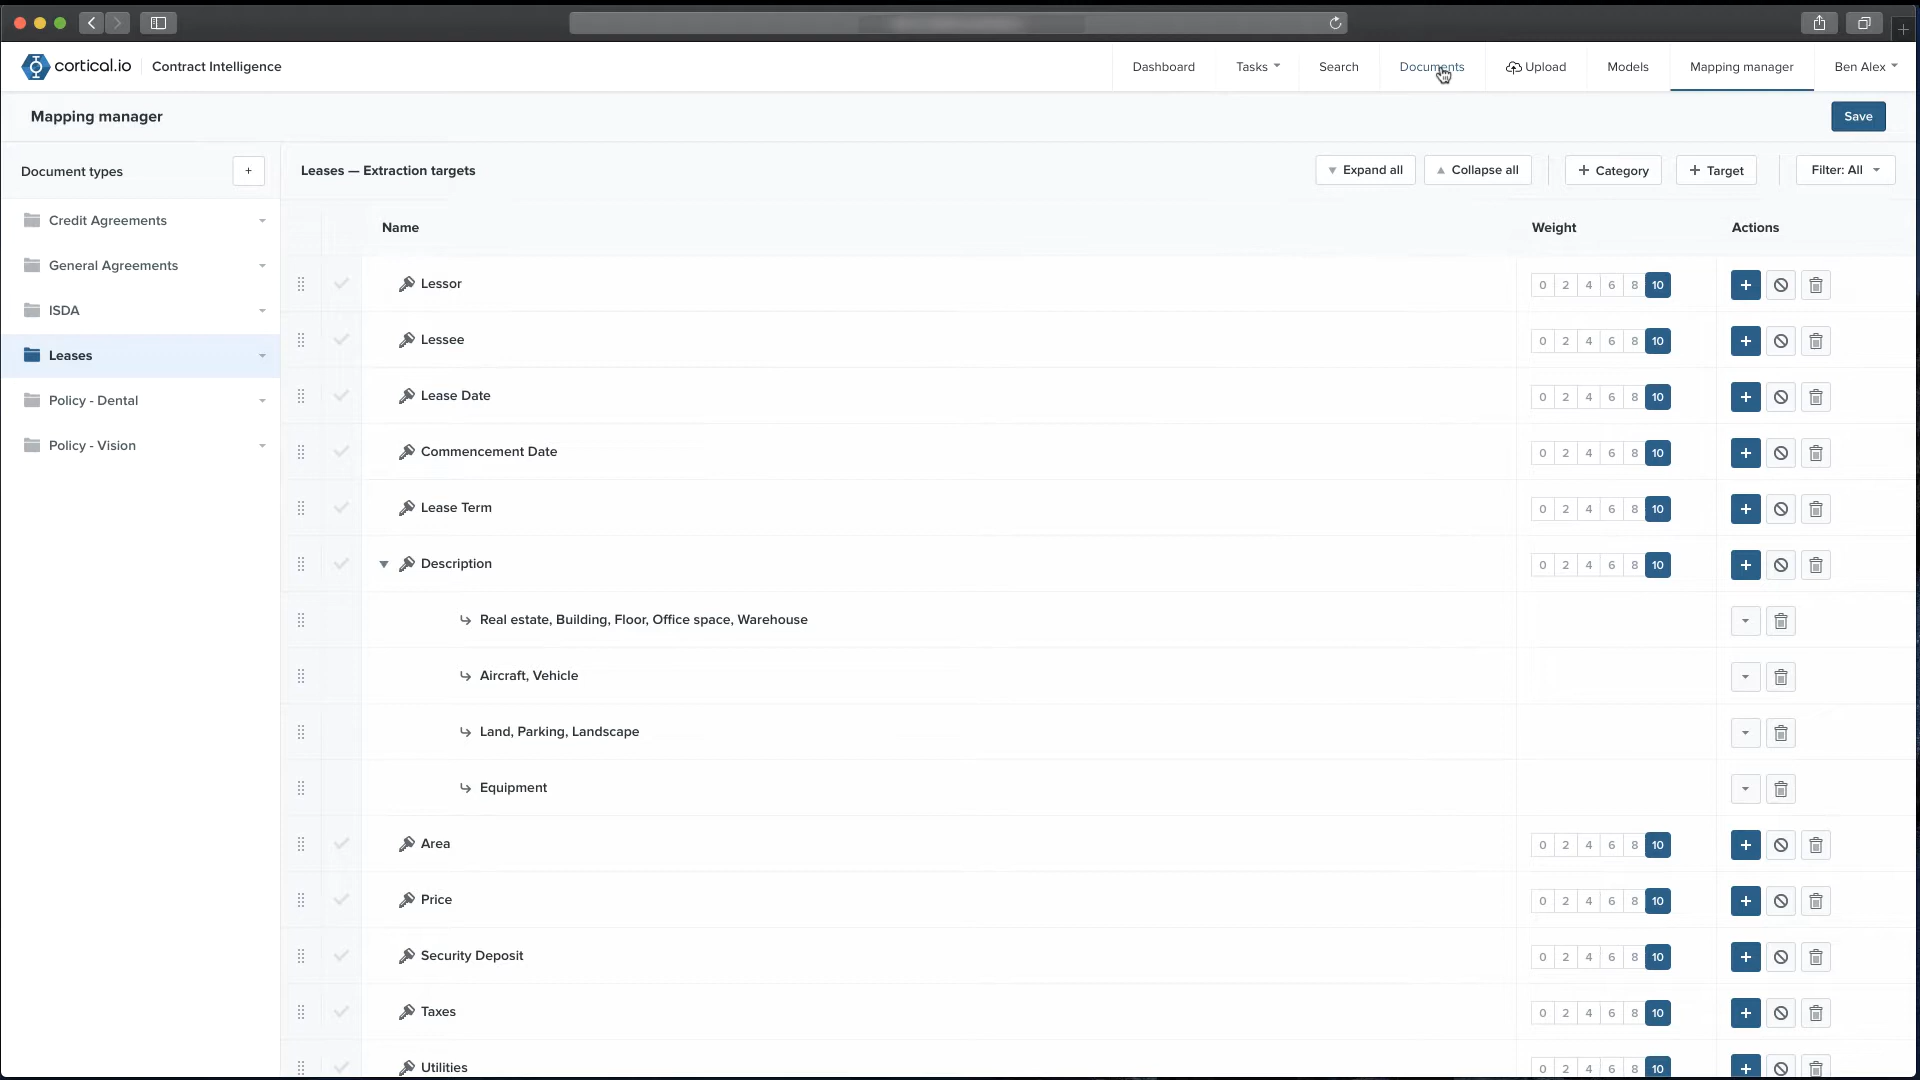 cortical.io Contract Intelligence Dashboard Tasks Search Documents Upload Models Mapping manager Ben Alex
Mapping manager Save
Document types + Leases — Extraction targets Expand all Collapse all + Category + Target Filter: All
Name Weight Actions
Credit Agreements
General Agreements
ISDA
Leases
Policy - Dental
Policy - Vision
Lessor 0 2 4 6 8 10 +
Lessee 0 2 4 6 8 10 +
Lease Date 0 2 4 6 8 10 +
Commencement Date 0 2 4 6 8 10 +
Lease Term 0 2 4 6 8 10 +
Description 0 2 4 6 8 10 +
Real estate, Building, Floor, Office space, Warehouse
Aircraft, Vehicle
Land, Parking, Landscape
Equipment
Area 0 2 4 6 8 10 +
Price 0 2 4 6 8 10 +
Security Deposit 0 2 4 6 8 10 +
Taxes 0 2 4 6 8 10 +
Utilities 0 2 4 6 8 10 +